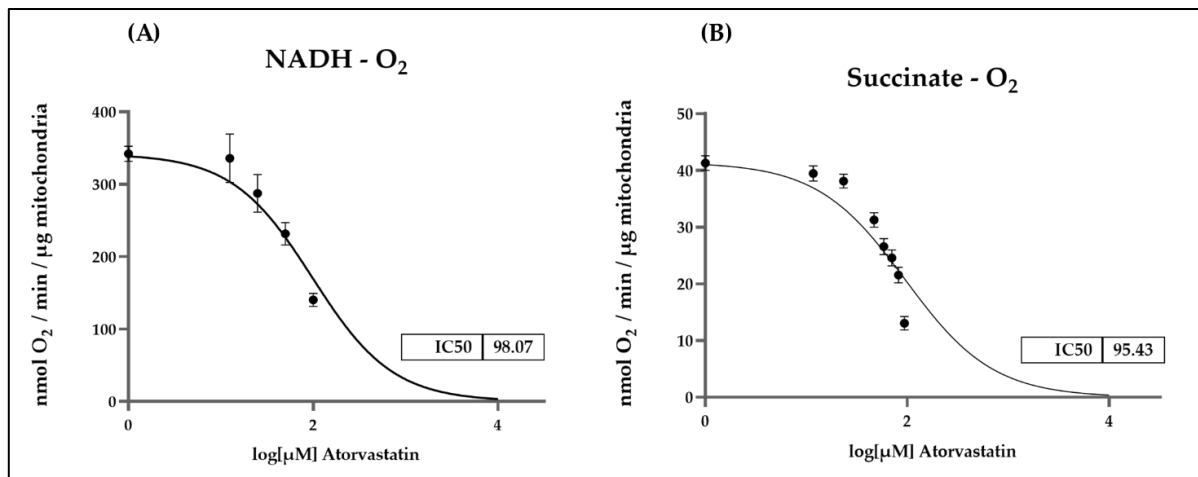 (A)
NADH - O₂
nmol O₂ / min / µg mitochondria
400
300
200
100
0
0
2
4
IC50 98.07
log[µM] Atorvastatin
(B)
Succinate - O₂
nmol O₂ / min / µg mitochondria
50
40
30
20
10
0
0
2
4
IC50 95.43
log[µM] Atorvastatin